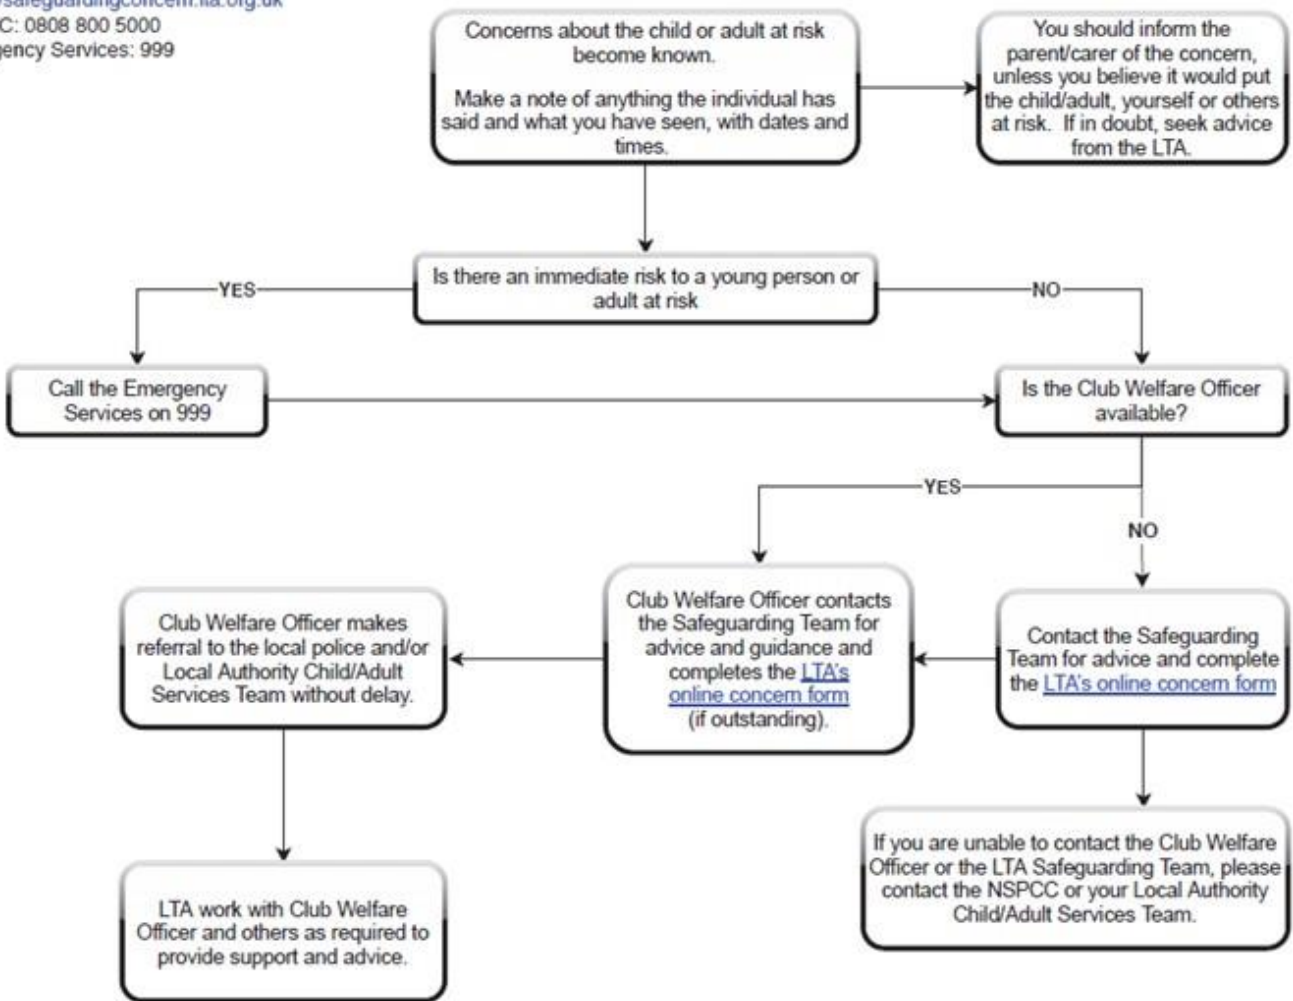 safeguardingconcern.lta.org.uk
C: 0808 800 5000
gency Services: 999
Concerns about the child or adult at risk
become known.
Make a note of anything the individual has
said and what you have seen, with dates and
times.
You should inform the
parent/carer of the concern,
unless you believe it would put
the child/adult, yourself or others
at risk. If in doubt, seek advice
from the LTA.
Is there an immediate risk to a young person or
adult at risk
YES
NO
Call the Emergency
Services on 999
Is the Club Welfare Officer
available?
YES
NO
Club Welfare Officer makes
referral to the local police and/or
Local Authority Child/Adult
Services Team without delay.
Club Welfare Officer contacts
the Safeguarding Team for
advice and guidance and
completes the LTA's
online concern form
(if outstanding).
Contact the Safeguarding
Team for advice and complete
the LTA's online concern form
LTA work with Club Welfare
Officer and others as required to
provide support and advice.
If you are unable to contact the Club Welfare
Officer or the LTA Safeguarding Team, please
contact the NSPCC or your Local Authority
Child/Adult Services Team.